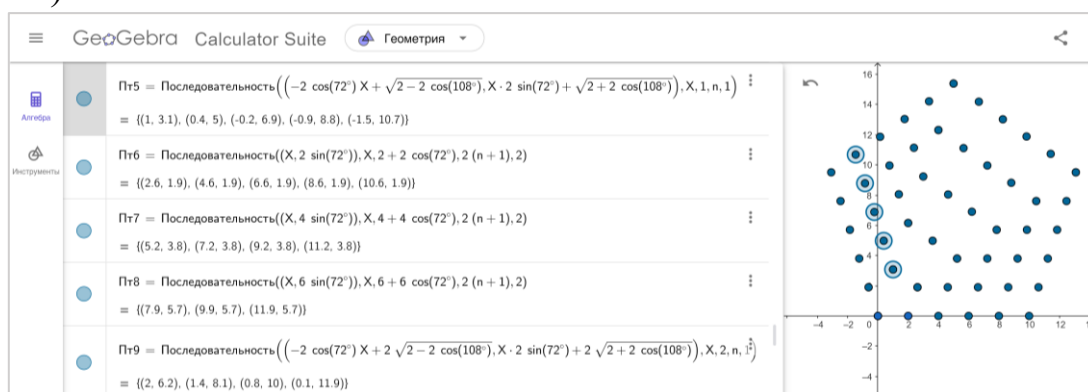 GeoGebra Calculator Suite Геометрия
Алгебра
Инструменты
Пт5 = Последовательность((−2 cos(72°) X + √(2 − 2 cos(108°)), X · 2 sin(72°) + √(2 + 2 cos(108°))), X, 1, n, 1)
= {(1, 3.1), (0.4, 5), (-0.2, 6.9), (-0.9, 8.8), (-1.5, 10.7)}
Пт6 = Последовательность((X, 2 sin(72°)), X, 2 + 2 cos(72°), 2 (n + 1), 2)
= {(2.6, 1.9), (4.6, 1.9), (6.6, 1.9), (8.6, 1.9), (10.6, 1.9)}
Пт7 = Последовательность((X, 4 sin(72°)), X, 4 + 4 cos(72°), 2 (n + 1), 2)
= {(5.2, 3.8), (7.2, 3.8), (9.2, 3.8), (11.2, 3.8)}
Пт8 = Последовательность((X, 6 sin(72°)), X, 6 + 6 cos(72°), 2 (n + 1), 2)
= {(7.9, 5.7), (9.9, 5.7), (11.9, 5.7)}
Пт9 = Последовательность((−2 cos(72°) X + 2 √(2 − 2 cos(108°)), X · 2 sin(72°) + 2 √(2 + 2 cos(108°))), X, 2, n, 1)
= {(2, 6.2), (1.4, 8.1), (0.8, 10), (0.1, 11.9)}
16
14
12
10
8
6
4
−4 −2 0 2 4 6 8 10 12
−2
−4